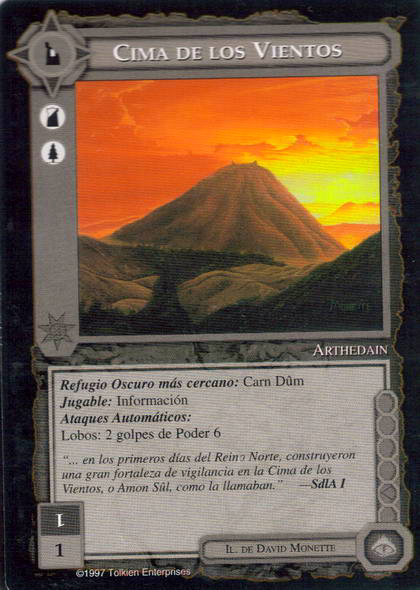 CIMA DE LOS VIENTOS
MONETTE
ARTHEDAIN
Refugio Oscuro más cercano: Carn Dûm
Jugable: Información
Ataques Automáticos:
Lobos: 2 golpes de Poder 6
“... en los primeros días del Reino Norte, construyeron
una gran fortaleza de vigilancia en la Cima de los
Vientos, o Amon Sûl, como la llamaban.” —SdlA I
1
IL. DE DAVID MONETTE
©1997 Tolkien Enterprises